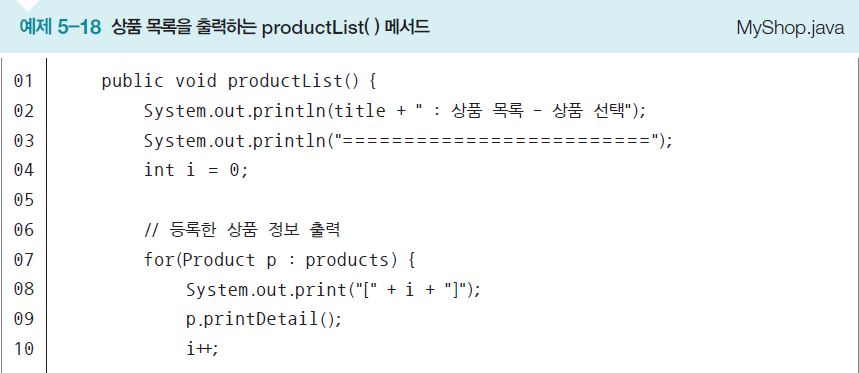 예제 5-18 상품 목록을 출력하는 productList( ) 메서드 MyShop.java
01 public void productList() {
02 System.out.println(title + " : 상품 목록 - 상품 선택");
03 System.out.println("=========================");
04 int i = 0;
05
06 // 등록한 상품 정보 출력
07 for(Product p : products) {
08 System.out.print("[" + i + "]");
09 p.printDetail();
10 i++;